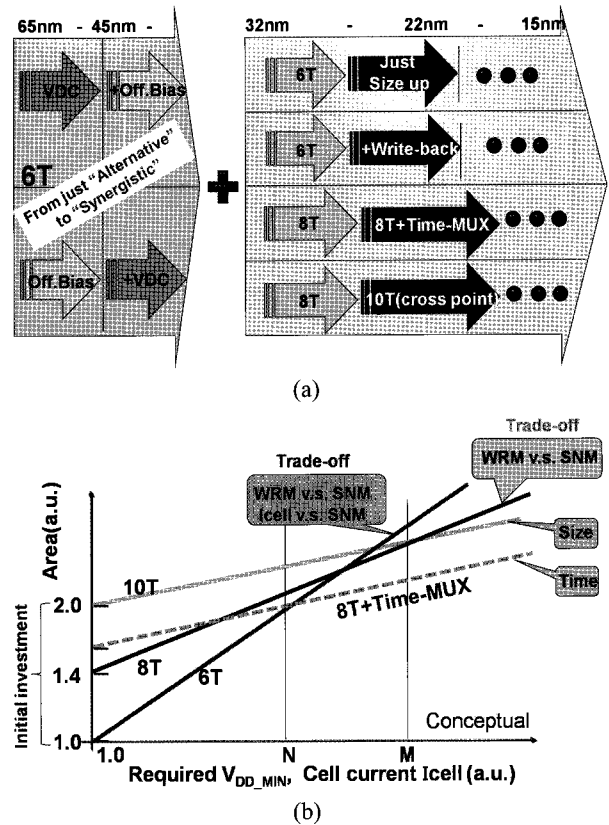 65nm - 45nm -
VDC
+Off.Bias
6T
From just "Alternative"
to "Synergistic"
Off.Bias
+VDC
+
32nm - 22nm - 15nm
6T
Just
Size up
6T
+Write-back
8T
8T+Time-MUX
8T
10T(cross point)
(a)
Trade-off
WRM v.s. SNM
Trade-off
WRM v.s. SNM
Icell v.s. SNM
Size
Time
Area(a.u.)
Initial investment
2.0
1.4
1.0
10T
8T
6T
8T+Time-MUX
Conceptual
1.0
N
M
Required VDD_MIN, Cell current Icell (a.u.)
(b)